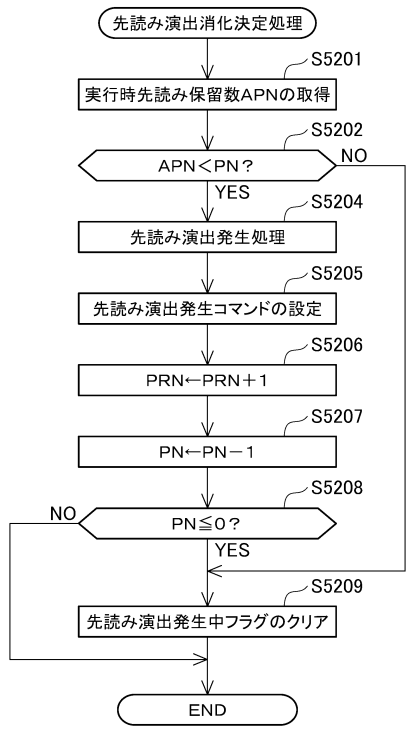 先読み演出消化決定処理
S5201
実行時先読み保留数APNの取得
S5202
APN<PN?
NO
YES
S5204
先読み演出発生処理
S5205
先読み演出発生コマンドの設定
S5206
PRN←PRN+1
S5207
PN←PN-1
S5208
NO
PN≦0?
YES
S5209
先読み演出発生中フラグのクリア
END